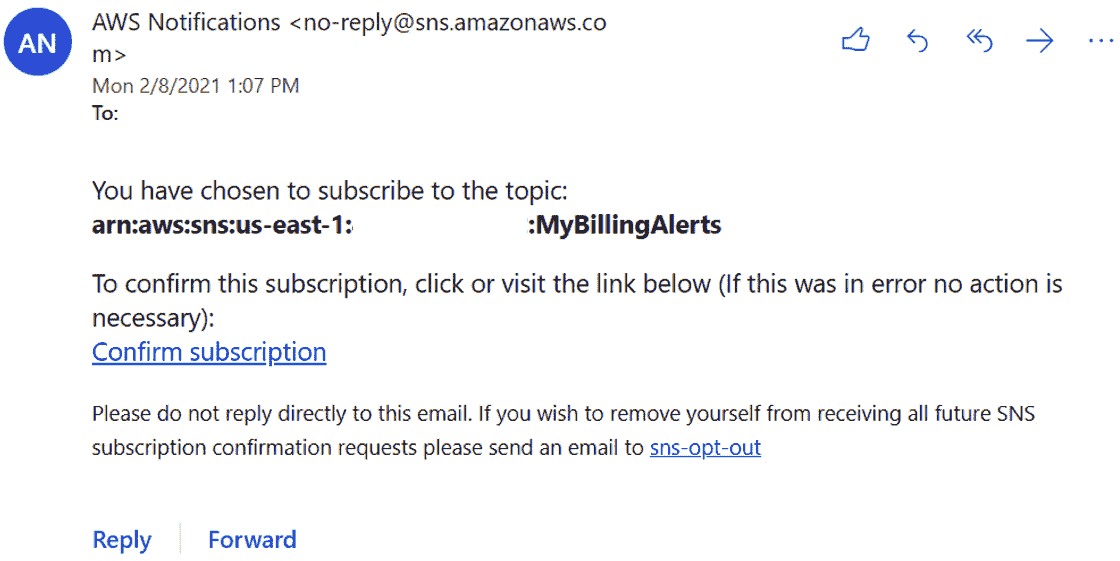 AN
AWS Notifications <no-reply@sns.amazonaws.co
m>
Mon 2/8/2021 1:07 PM
To:
You have chosen to subscribe to the topic:
arn:aws:sns:us-east-1: :MyBillingAlerts
To confirm this subscription, click or visit the link below (If this was in error no action is
necessary):
Confirm subscription
Please do not reply directly to this email. If you wish to remove yourself from receiving all future SNS
subscription confirmation requests please send an email to sns-opt-out
Reply
Forward